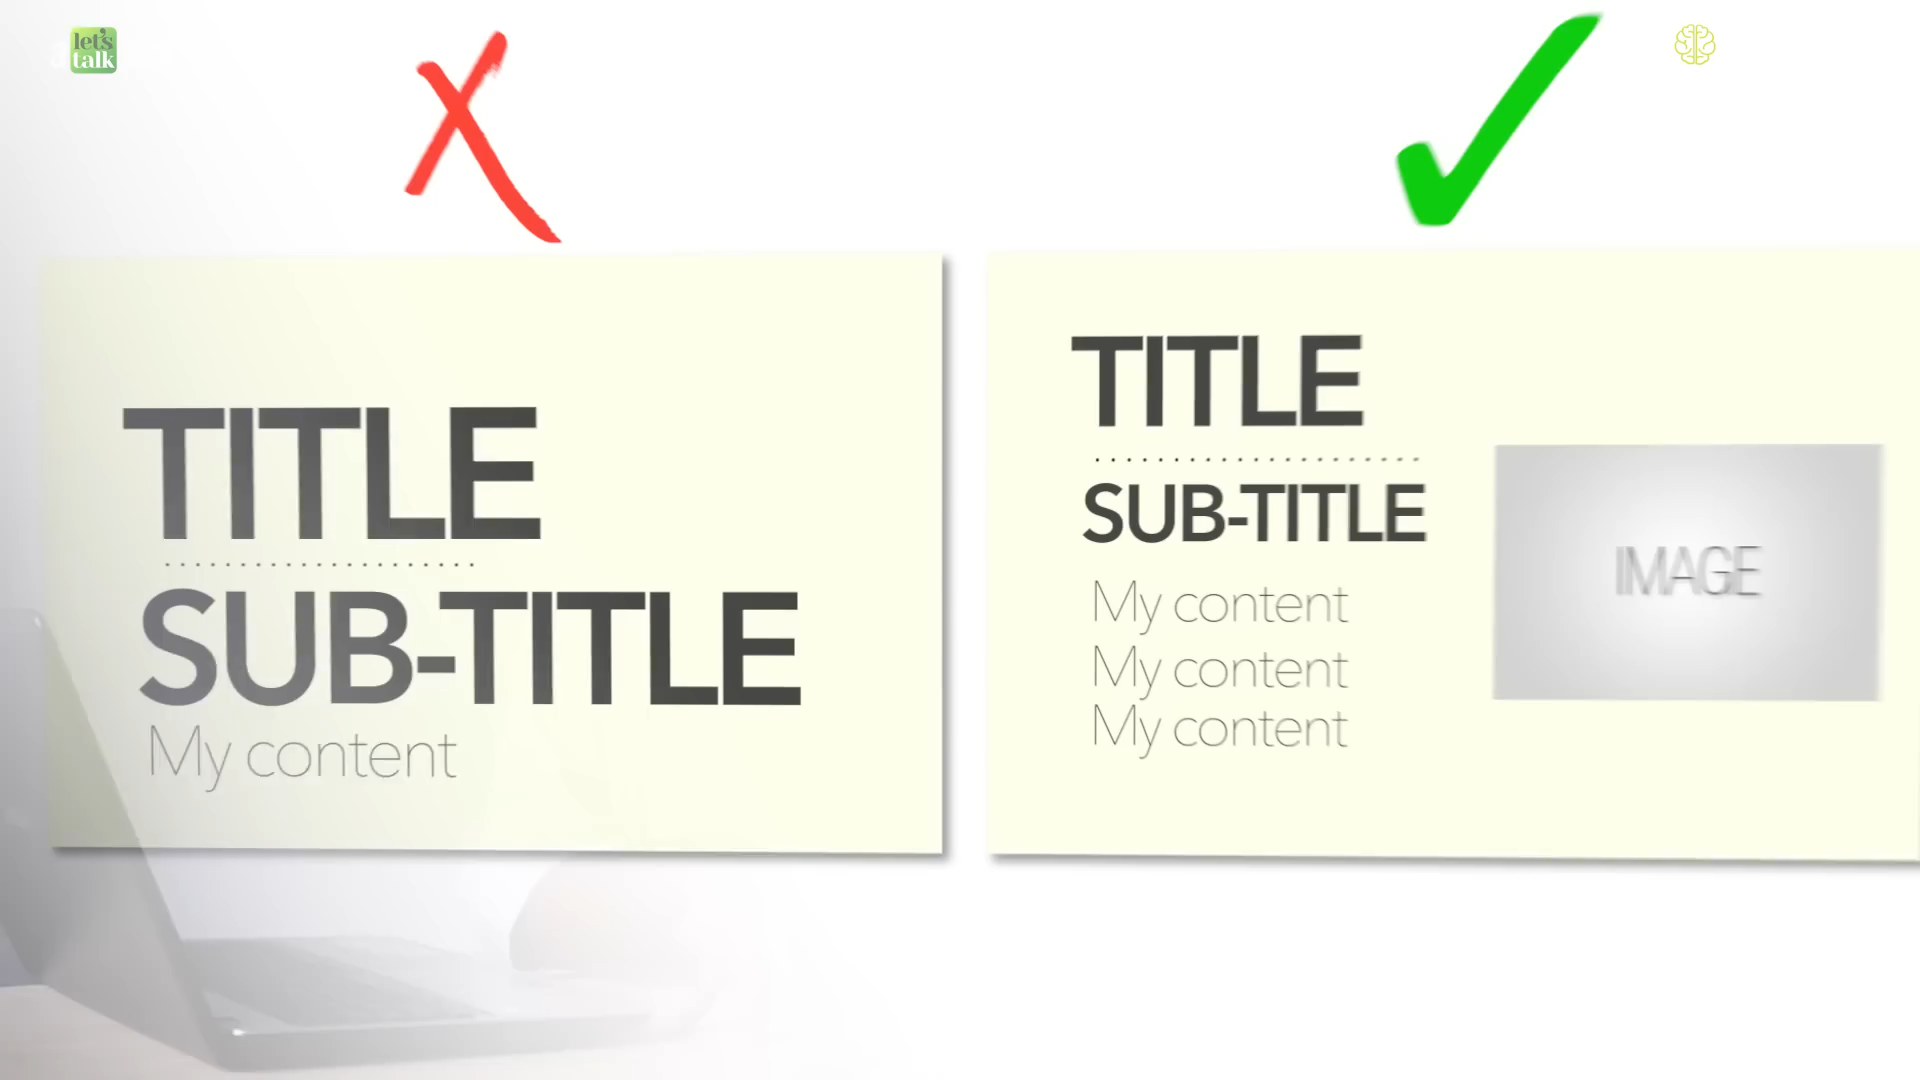 let's
talk
TITLE
SUB-TITLE
My content
TITLE
SUB-TITLE
My content
My content
My content
IMAGE